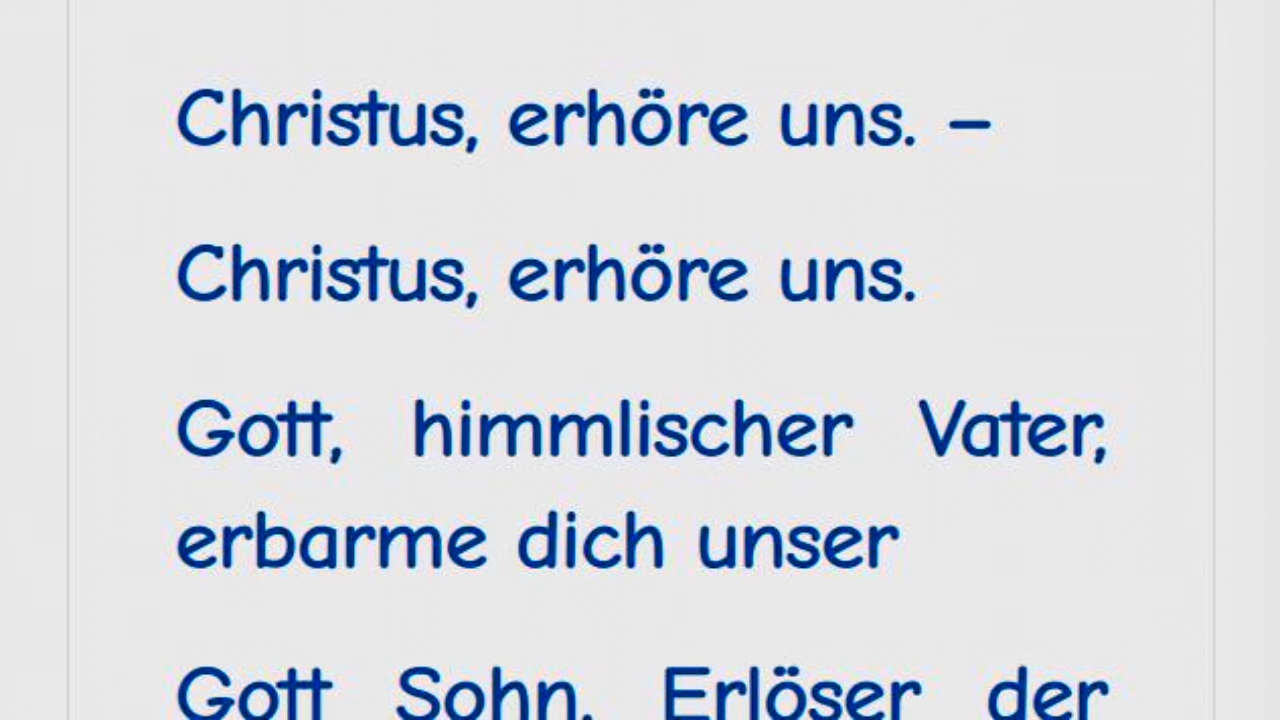 Christus, erhöre uns. –
Christus, erhöre uns.
Gott, himmlischer Vater,
erbarme dich unser
Gott Sohn, Erlöser der